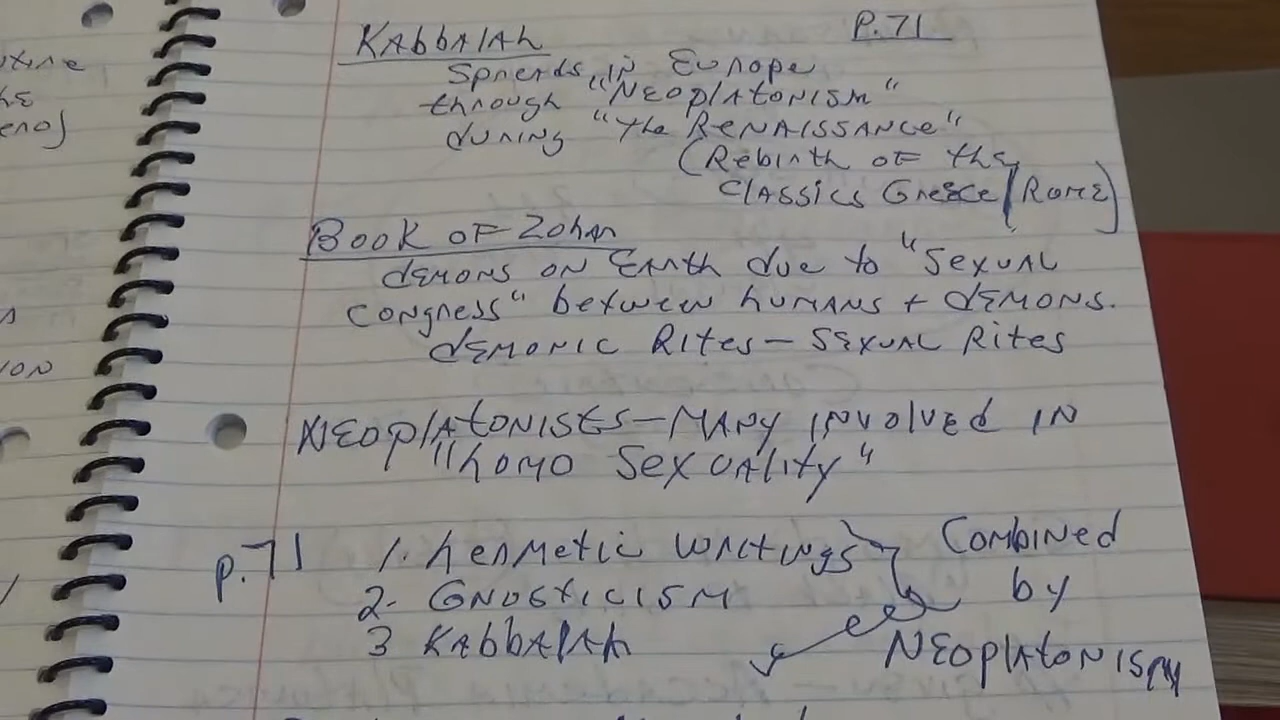 Kabbalah P.71
Spreads in Europe
through "Neoplatonism"
during "the Renaissance"
(Rebirth of the
Classics Greece/Rome)
Book of Zohar
demons on Earth due to "Sexual
Congress" between humans + demons.
demonic Rites - Sexual Rites
Neoplatonists - Many involved in
"homo Sexuality"
p.71 1. hermetic writings Combined
2- Gnosticism by
3 Kabbalah Neoplatonism